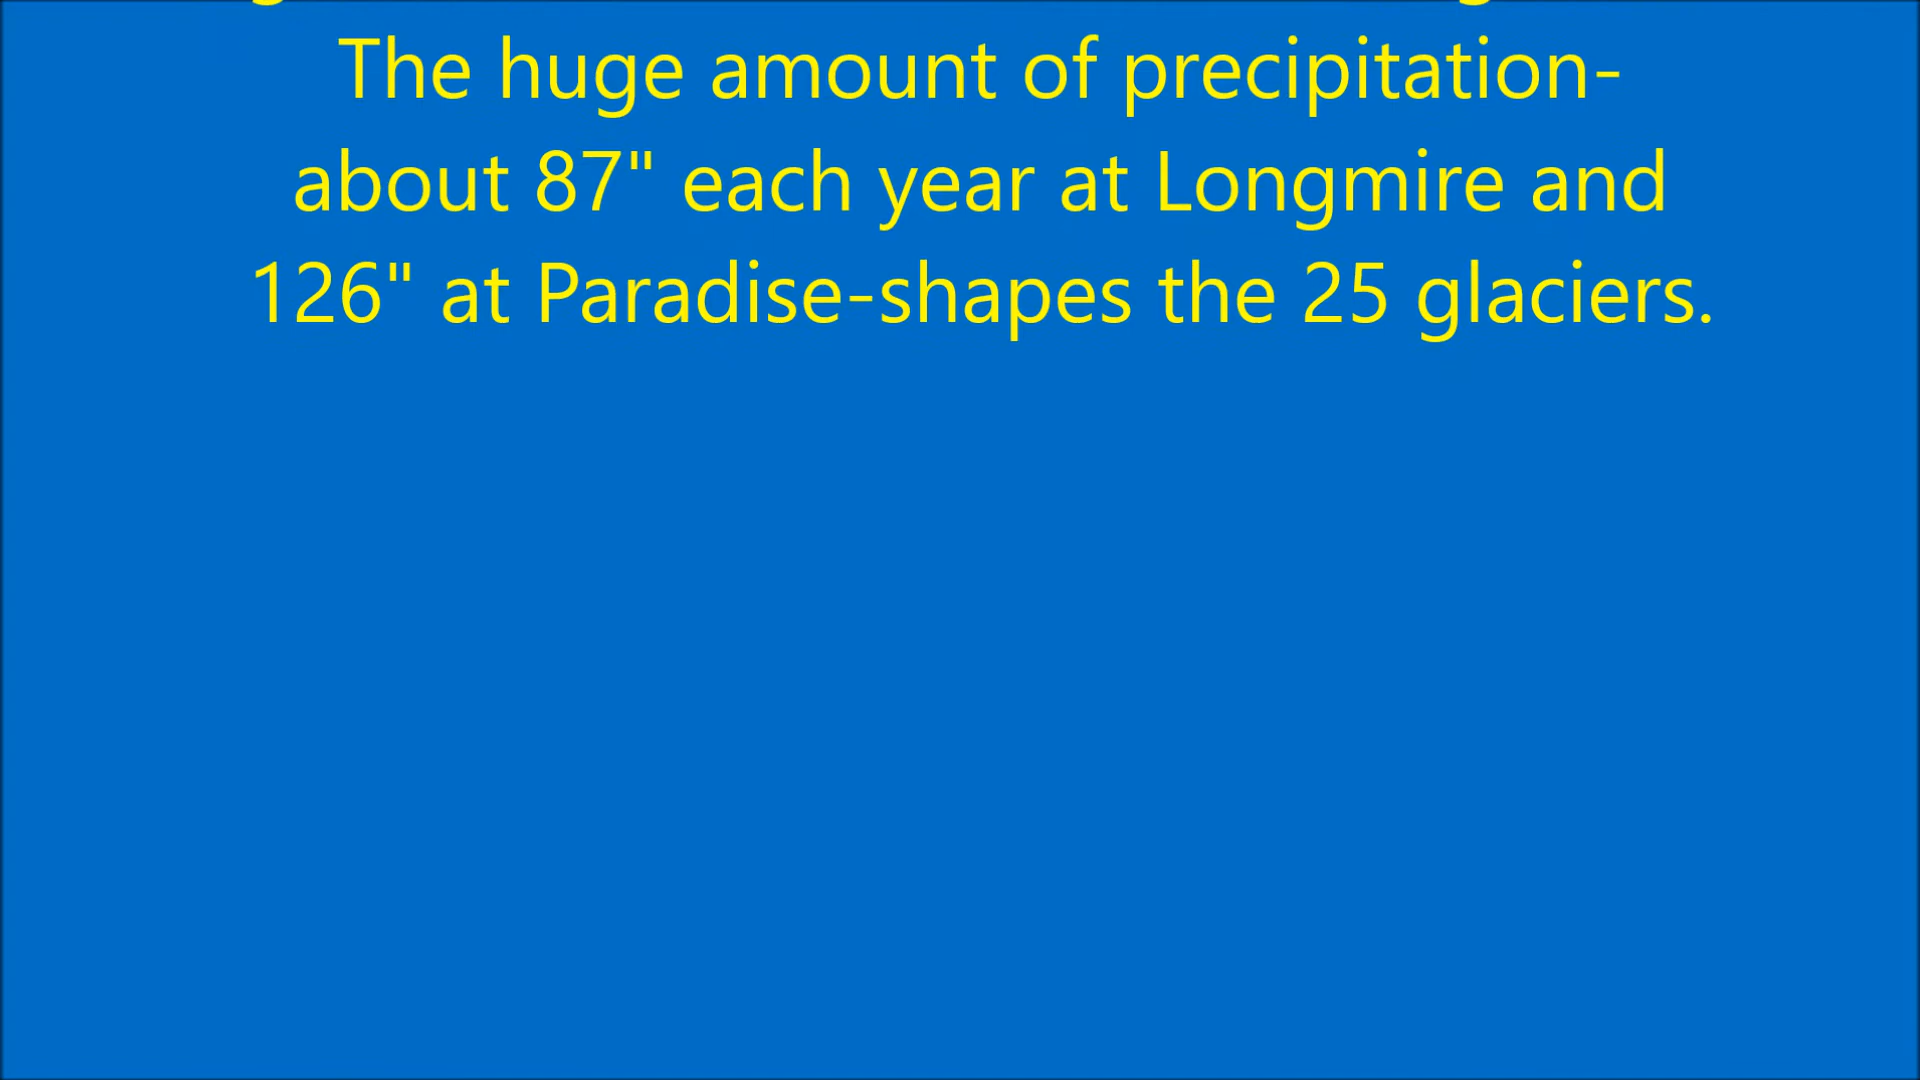 The huge amount of precipitation-
about 87" each year at Longmire and
126" at Paradise-shapes the 25 glaciers.